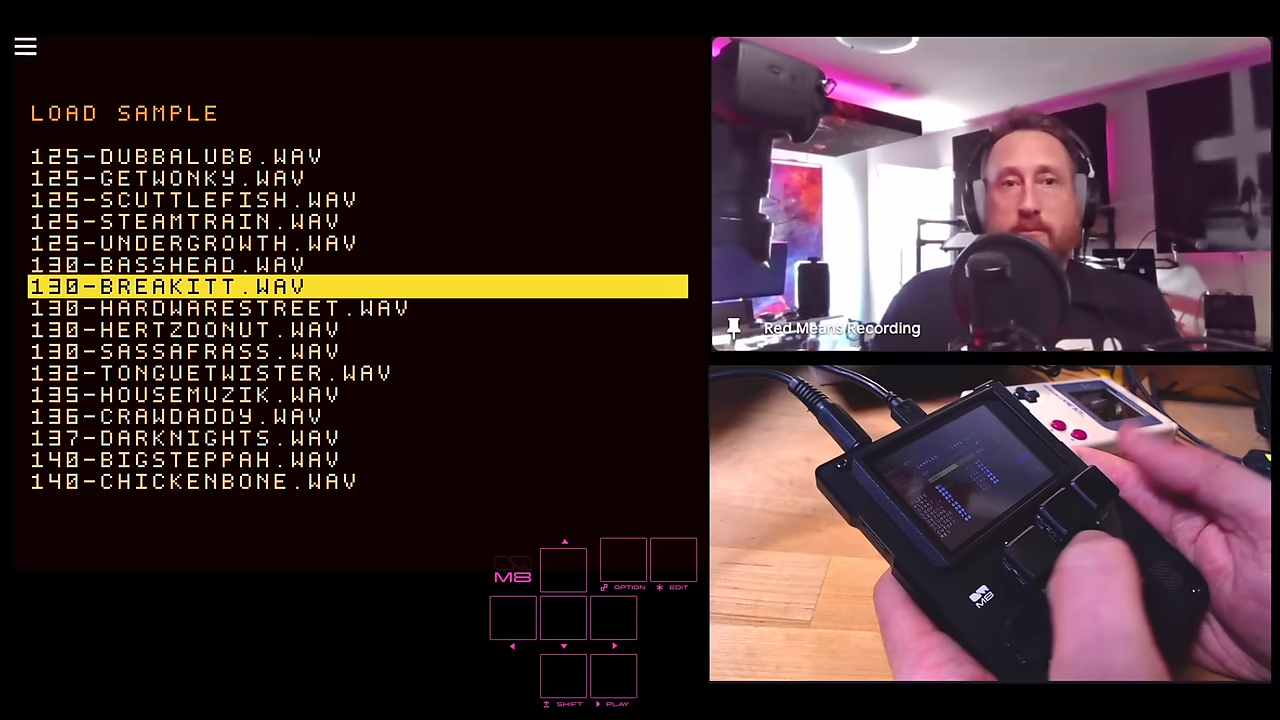 LOAD SAMPLE
125-DUBBALUBB.WAV
125-GETWONKY.WAV
125-SCUTTLEFISH.WAV
125-STEAMTRAIN.WAV
125-UNDERGROWTH.WAV
130-BASSHEAD.WAV
130-BREAKITT.WAV
130-HARDWARESTREET.WAV
130-HERTZDONUT.WAV
130-SASSAFRASS.WAV
132-TONGUETWISTER.WAV
135-HOUSEMUZIK.WAV
136-CRAWDADDY.WAV
137-DARKNIGHTS.WAV
140-BIGSTEPPAH.WAV
140-CHICKENBONE.WAV
M8
OPTION
EDIT
SHIFT
PLAY
Red Means Recording
M8